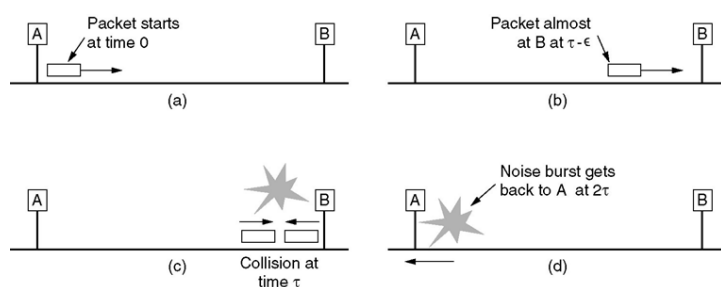 A
Packet starts
at time 0
B
(a)
A
Packet almost
at B at τ-ϵ
B
(b)
A
B
(c)
Collision at
time τ
A
Noise burst gets
back to A at 2τ
B
(d)